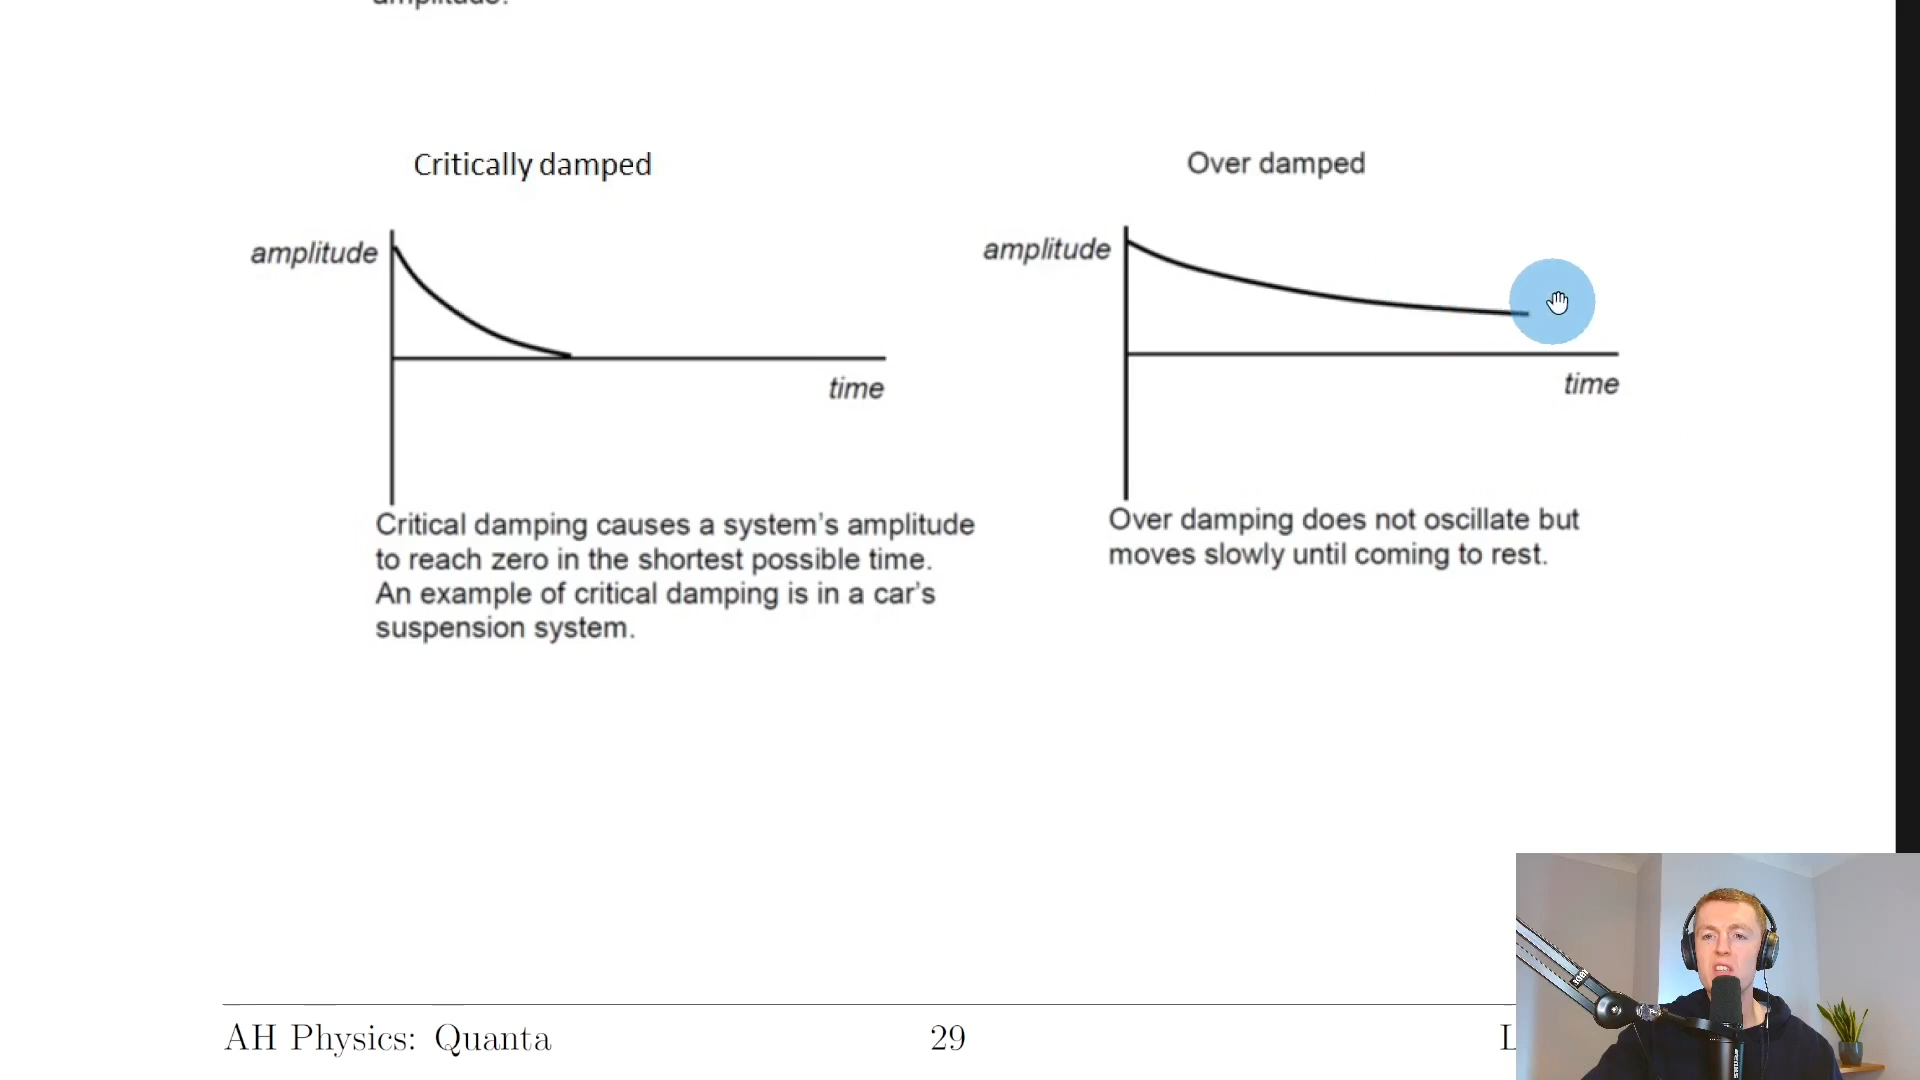 amplitude.
Critically damped
amplitude
time
Critical damping causes a system's amplitude
to reach zero in the shortest possible time.
An example of critical damping is in a car's
suspension system.
Over damped
amplitude
time
Over damping does not oscillate but
moves slowly until coming to rest.
AH Physics: Quanta
29